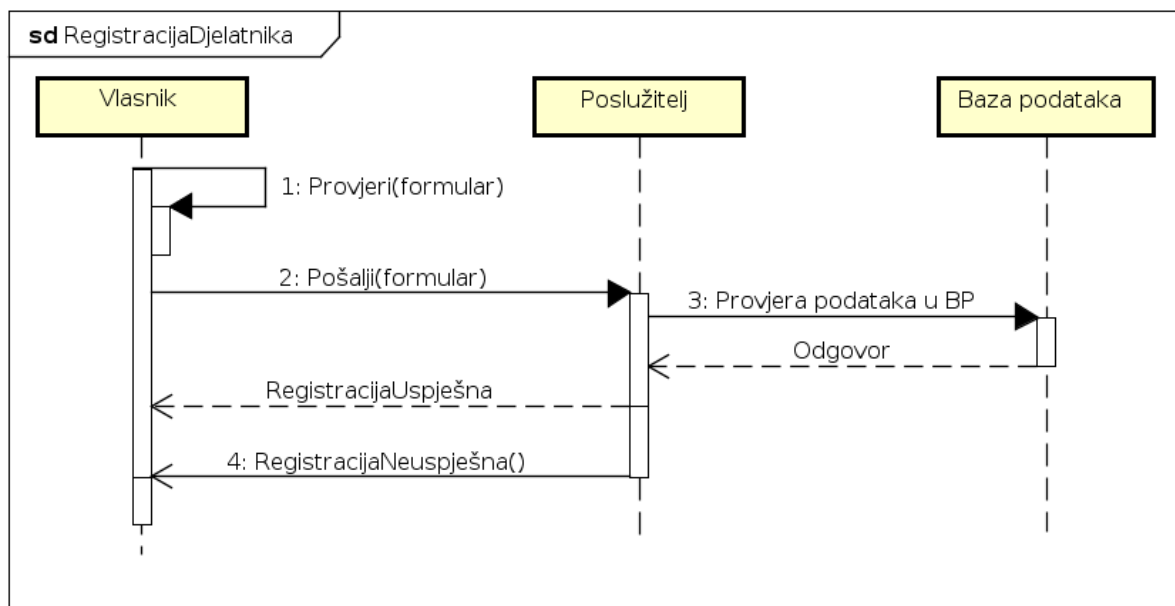 sd RegistracijaDjelatnika
Vlasnik
Poslužitelj
Baza podataka
1: Provjeri(formular)
2: Pošalji(formular)
3: Provjera podataka u BP
Odgovor
RegistracijaUspješna
4: RegistracijaNeuspješna()